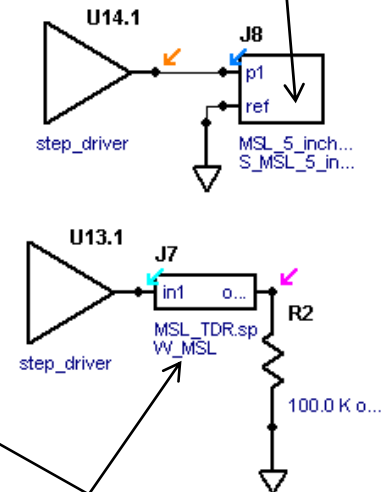 U14.1
J8
p1
ref
step_driver
MSL_5_inch...
S_MSL_5_in...
U13.1
J7
in1 o...
R2
MSL_TDR.sp
W_MSL
step_driver
100.0 K o...